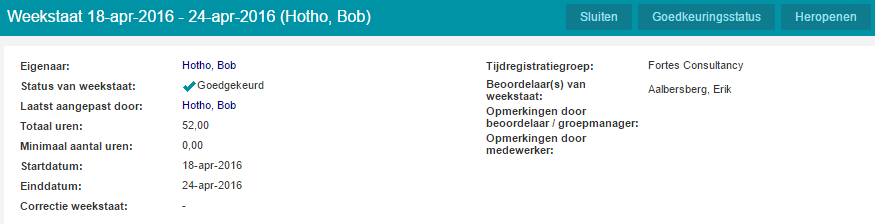 Weekstaat 18-apr-2016 - 24-apr-2016 (Hotho, Bob)
Sluiten
Goedkeuringsstatus
Heropenen
Eigenaar: Hotho, Bob
Status van weekstaat: Goedgekeurd
Laatst aangepast door: Hotho, Bob
Totaal uren: 52,00
Minimaal aantal uren: 0,00
Startdatum: 18-apr-2016
Einddatum: 24-apr-2016
Correctie weekstaat: -
Tijdregistratiegroep: Fortes Consultancy
Beoordelaar(s) van
weekstaat: Aalbersberg, Erik
Opmerkingen door
beoordelaar / groepmanager:
Opmerkingen door
medewerker: